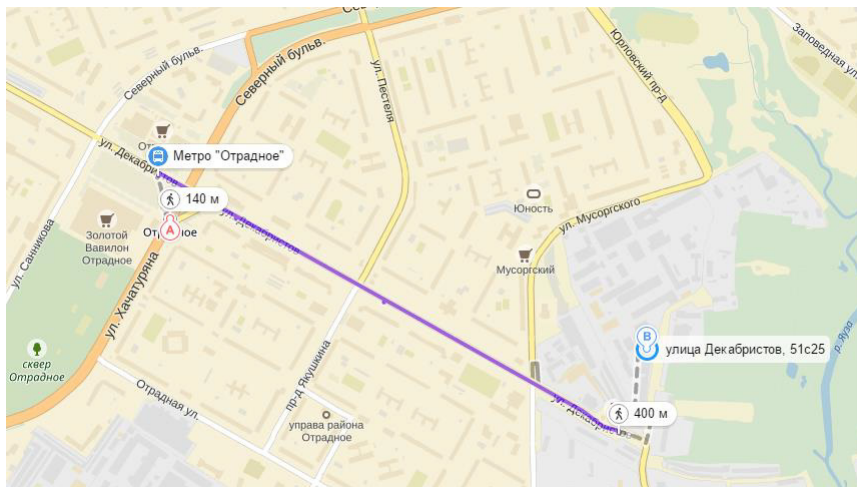 Северный бульв.
Северный бульв.
ул. Пестеля
Юрловский пр-д
Заповедная ул.
ул. Декабристов
Метро "Отрадное"
140 м
ул. Декабристов
Юность
ул. Мусоргского
ул. Санникова
Золотой
Вавилон
Отрадное
A
Мусоргский
ул. Хачатуряна
B
улица Декабристов, 51с25
р. Яуза
сквер
Отрадное
Отрадная ул.
пр-д Якушкина
управа района
Отрадное
400 м
ул. Декабристов